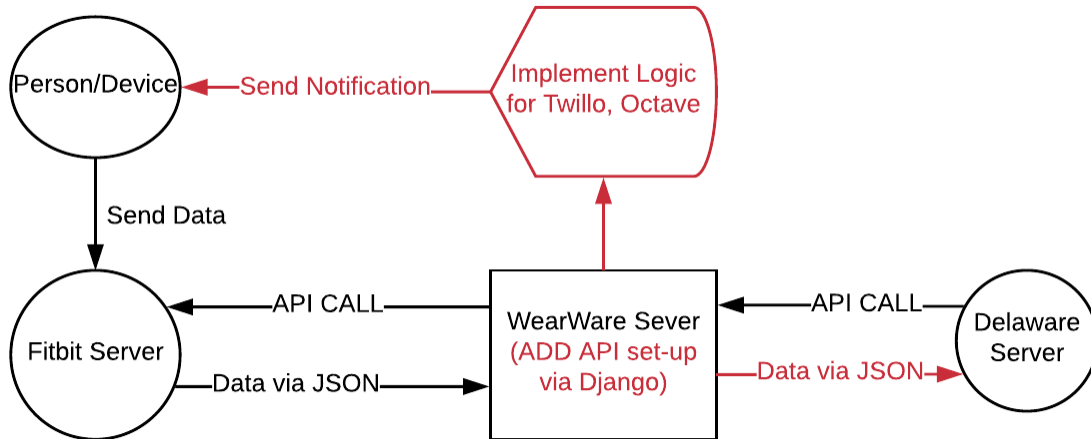 Person/Device
Send Notification
Implement Logic
for Twillo, Octave
Send Data
Fitbit Server
API CALL
Data via JSON
WearWare Sever
(ADD API set-up
via Django)
API CALL
Data via JSON
Delaware
Server